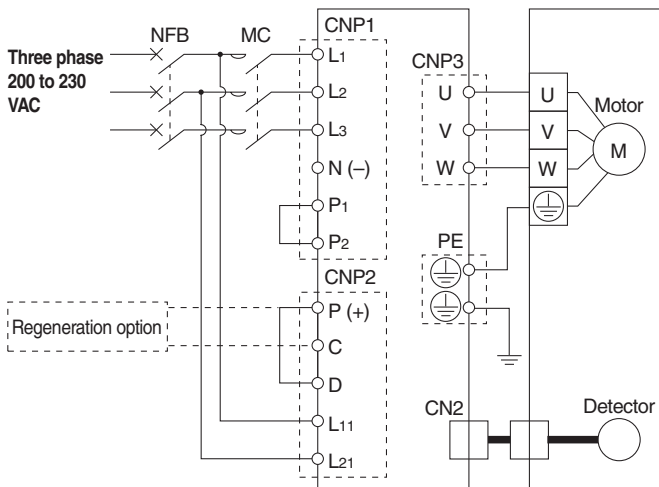 NFB MC CNP1
Three phase
200 to 230
VAC
L1
L2
L3
N (–)
P1
P2
CNP2
P (+)
C
D
L11
L21
Regeneration option
CNP3
U
V
W
PE
CN2
U
V
W
Motor
M
Detector